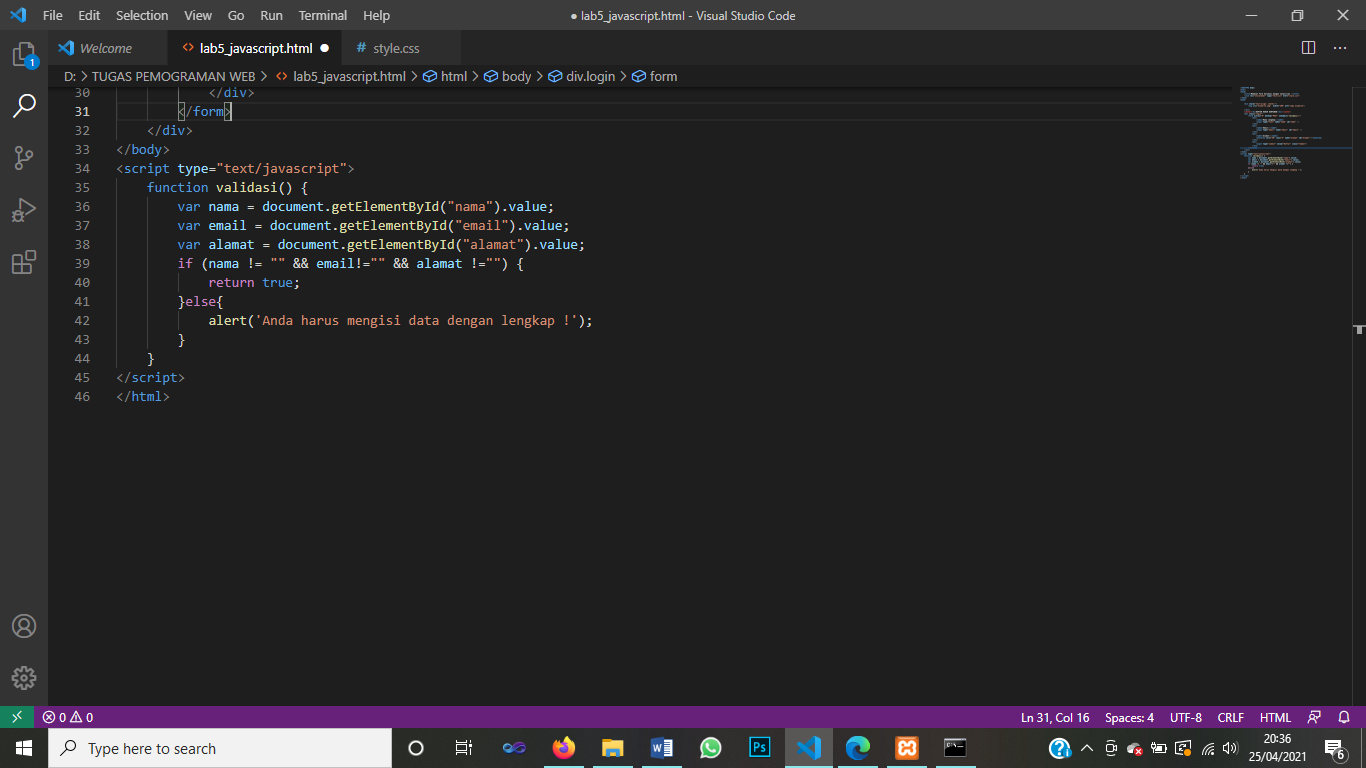 File Edit Selection View Go Run Terminal Help ● lab5_javascript.html - Visual Studio Code
Welcome lab5_javascript.html ● # style.css
D: > TUGAS PEMOGRAMAN WEB > lab5_javascript.html > html > body > div.login > form
30 </div>
31 </form>
32 </div>
33 </body>
34 <script type="text/javascript">
35 function validasi() {
36 var nama = document.getElementById("nama").value;
37 var email = document.getElementById("email").value;
38 var alamat = document.getElementById("alamat").value;
39 if (nama != "" && email!="" && alamat !="") {
40 return true;
41 }else{
42 alert('Anda harus mengisi data dengan lengkap !');
43 }
44 }
45 </script>
46 </html>
1
0 0 Ln 31, Col 16 Spaces: 4 UTF-8 CRLF HTML
Type here to search
Ps
20:36
25/04/2021
6